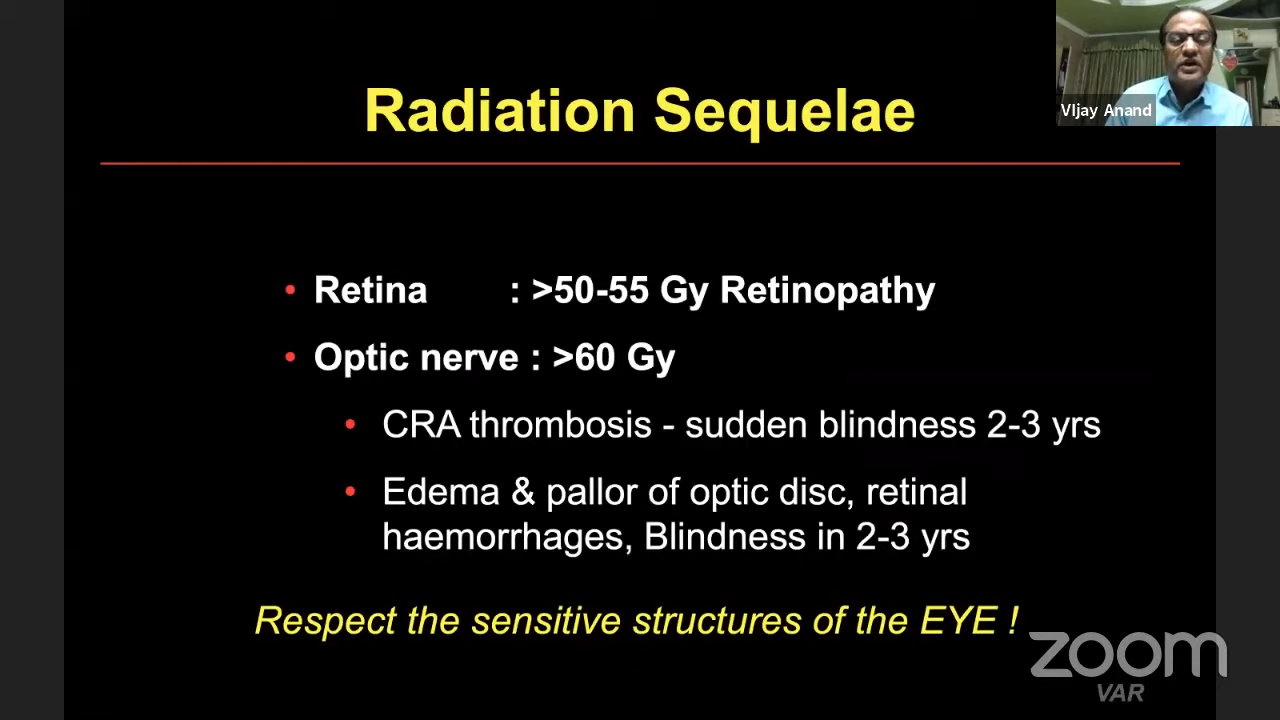 Radiation Sequelae
VIjay Anand
• Retina : >50-55 Gy Retinopathy
• Optic nerve : >60 Gy
• CRA thrombosis - sudden blindness 2-3 yrs
• Edema & pallor of optic disc, retinal
haemorrhages, Blindness in 2-3 yrs
Respect the sensitive structures of the EYE !
zoom
VAR